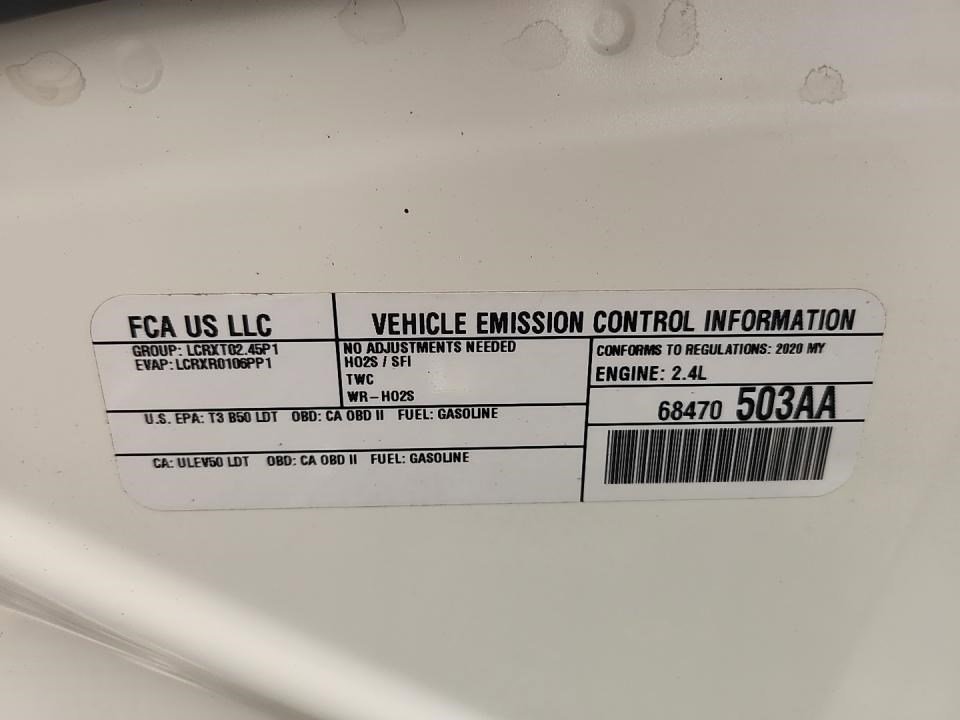 FCA US LLC
VEHICLE EMISSION CONTROL INFORMATION
GROUP: LCRXT02.45P1
EVAP: LCRXR0106PP1
NO ADJUSTMENTS NEEDED
HO2S / SFI
TWC
WR-HO2S
CONFORMS TO REGULATIONS: 2020 MY
ENGINE: 2.4L
68470 503AA
U.S. EPA: T3 B50 LDT OBD: CA OBD II FUEL: GASOLINE
CA: ULEV50 LDT OBD: CA OBD II FUEL: GASOLINE